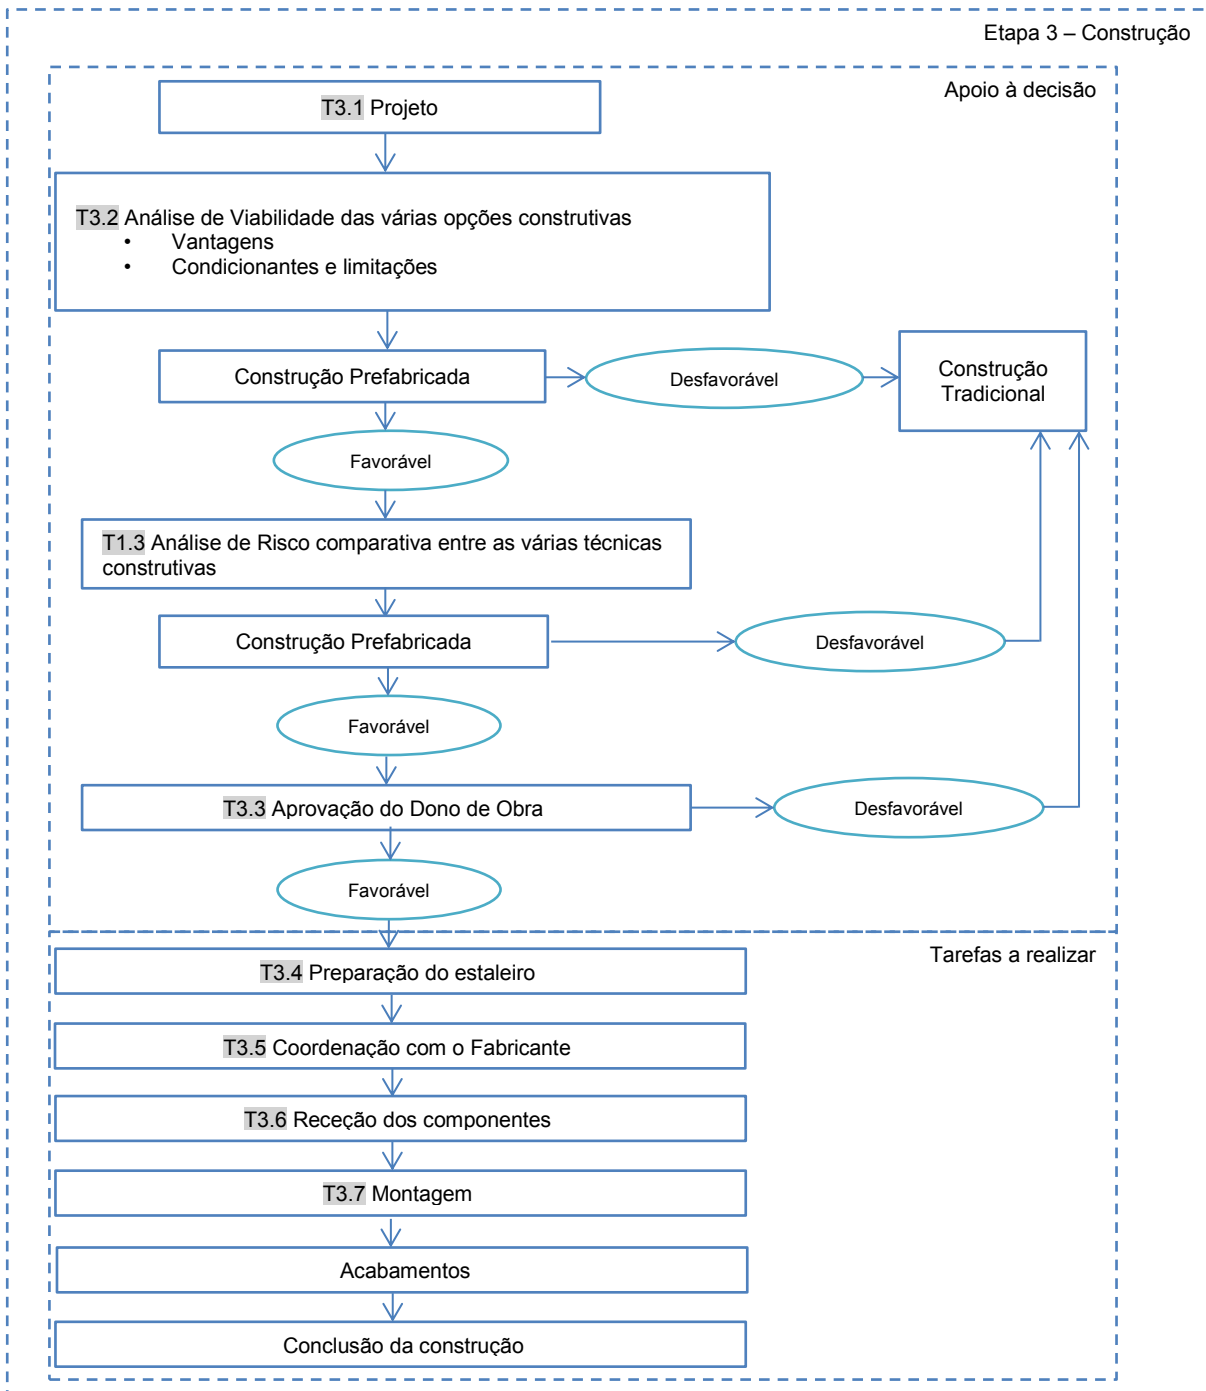 Etapa 3 – Construção
Apoio à decisão
T3.1 Projeto
T3.2 Análise de Viabilidade das várias opções construtivas
• Vantagens
• Condicionantes e limitações
Construção Prefabricada
Desfavorável
Construção
Tradicional
Favorável
T1.3 Análise de Risco comparativa entre as várias técnicas
construtivas
Construção Prefabricada
Desfavorável
Favorável
T3.3 Aprovação do Dono de Obra
Desfavorável
Favorável
Tarefas a realizar
T3.4 Preparação do estaleiro
T3.5 Coordenação com o Fabricante
T3.6 Receção dos componentes
T3.7 Montagem
Acabamentos
Conclusão da construção